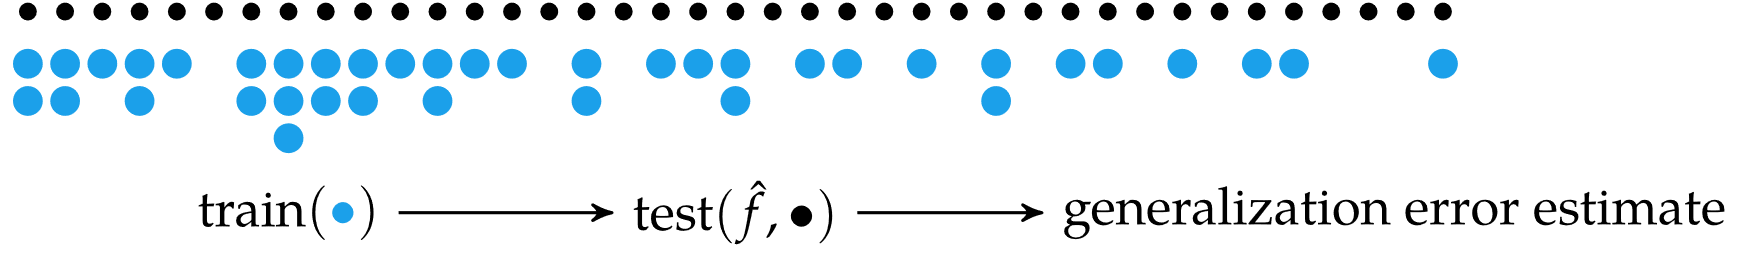 train(●) ⟶ test(f̂, ●) ⟶ generalization error estimate